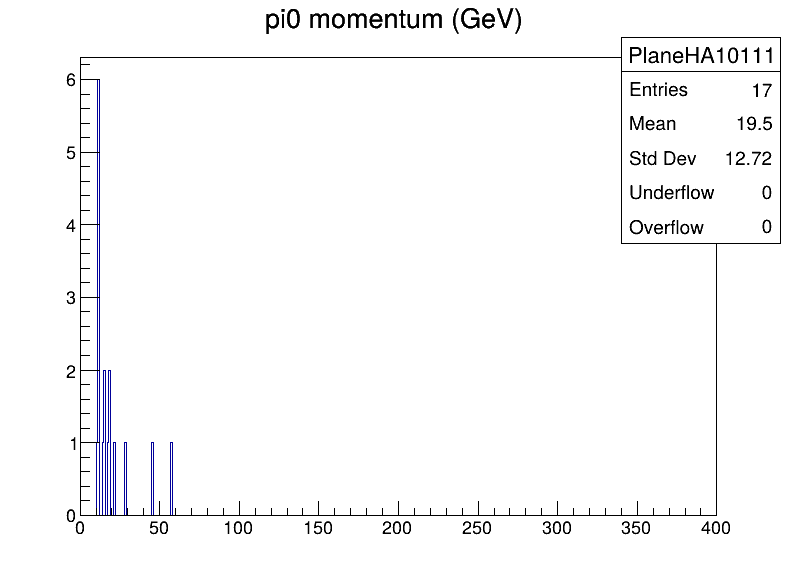 pi0 momentum (GeV)
PlaneHA10111
Entries 17
Mean 19.5
Std Dev 12.72
Underflow 0
Overflow 0
6
5
4
3
2
1
0
0 50 100 150 200 250 300 350 400